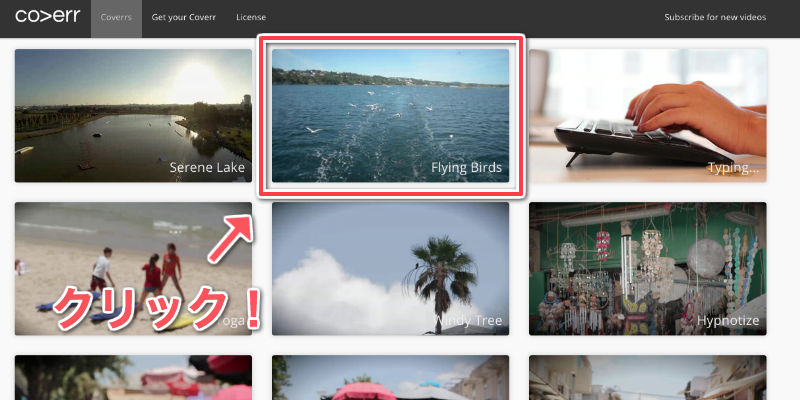 co>err
Coverrs
Get your Coverr
License
Subscribe for new videos
Serene Lake
Flying Birds
Typing...
クリック!
oga
Windy Tree
Hypnotize